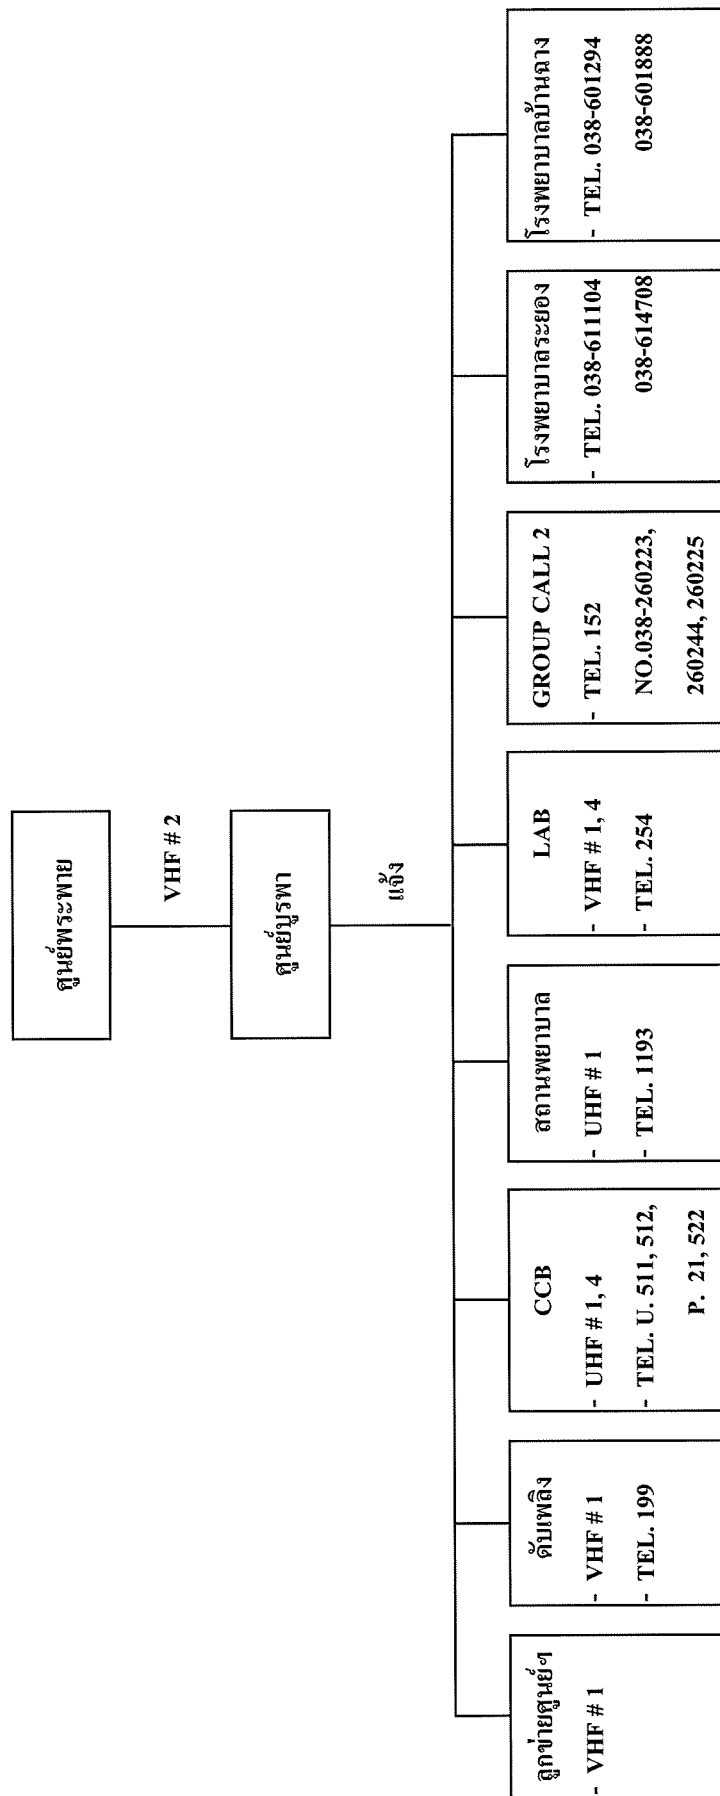 ศูนย์พระพาย
VHF # 2
ศูนย์บูรพา
แจ้ง
ลูกข่ายศูนย์ฯ
- VHF # 1
ดับเพลิง
- VHF # 1
- TEL. 199
CCB
- UHF # 1, 4
- TEL. U. 511, 512,
P. 21, 522
สถานพยาบาล
- UHF # 1
- TEL. 1193
LAB
- VHF # 1, 4
- TEL. 254
GROUP CALL 2
- TEL. 152
NO.038-260223,
260244, 260225
โรงพยาบาลระยอง
- TEL. 038-611104
038-614708
โรงพยาบาลบ้านฉาง
- TEL. 038-601294
038-601888